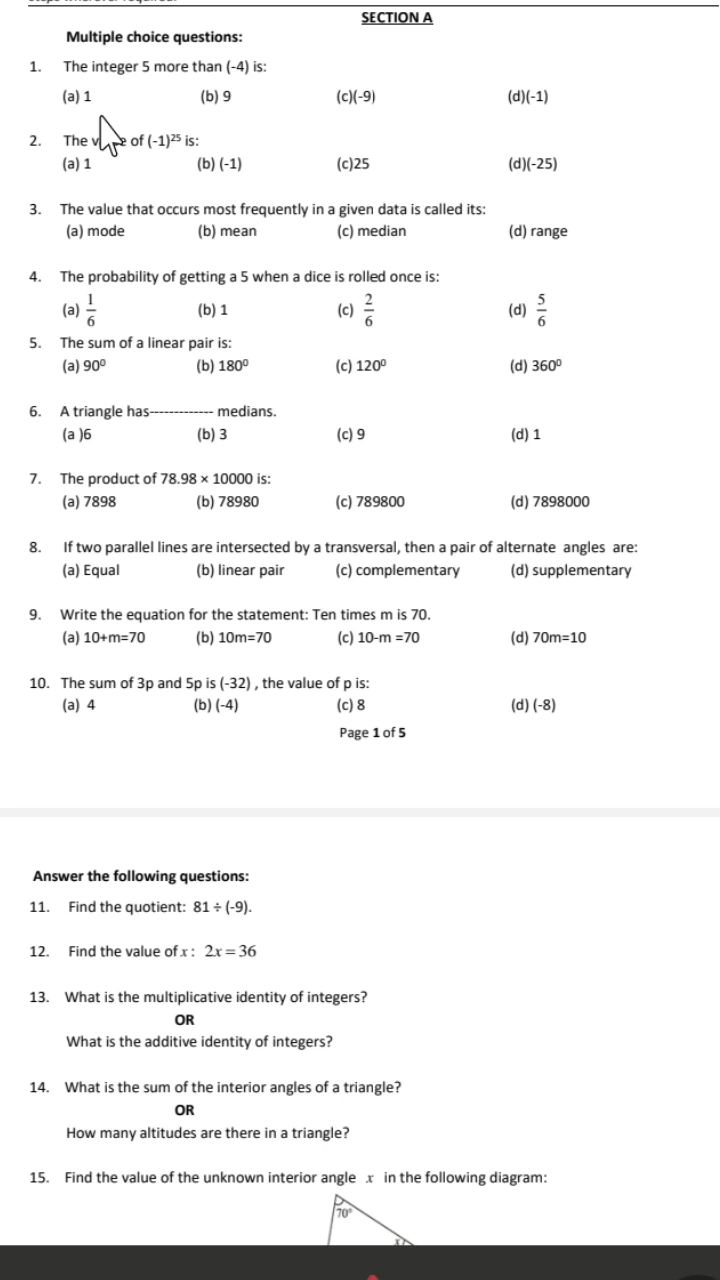 SECTION A
Multiple choice questions:
1. The integer 5 more than (-4) is:
(a) 1 (b) 9 (c)(-9) (d)(-1)
2. The of (-1)²⁵ is:
(a) 1 (b) (-1) (c)25 (d)(-25)
3. The value that occurs most frequently in a given data is called its:
(a) mode (b) mean (c) median (d) range
4. The probability of getting a 5 when a dice is rolled once is:
(a) 1/6 (b) 1 (c) 2/6 (d) 5/6
5. The sum of a linear pair is:
(a) 90⁰ (b) 180⁰ (c) 120⁰ (d) 360⁰
6. A triangle has------------- medians.
(a )6 (b) 3 (c) 9 (d) 1
7. The product of 78.98 × 10000 is:
(a) 7898 (b) 78980 (c) 789800 (d) 7898000
8. If two parallel lines are intersected by a transversal, then a pair of alternate angles are:
(a) Equal (b) linear pair (c) complementary (d) supplementary
9. Write the equation for the statement: Ten times m is 70.
(a) 10+m=70 (b) 10m=70 (c) 10-m =70 (d) 70m=10
10. The sum of 3p and 5p is (-32) , the value of p is:
(a) 4 (b) (-4) (c) 8 (d) (-8)
Page 1 of 5
Answer the following questions:
11. Find the quotient: 81 ÷ (-9).
12. Find the value of x : 2x = 36
13. What is the multiplicative identity of integers?
OR
What is the additive identity of integers?
14. What is the sum of the interior angles of a triangle?
OR
How many altitudes are there in a triangle?
15. Find the value of the unknown interior angle x in the following diagram:
70°